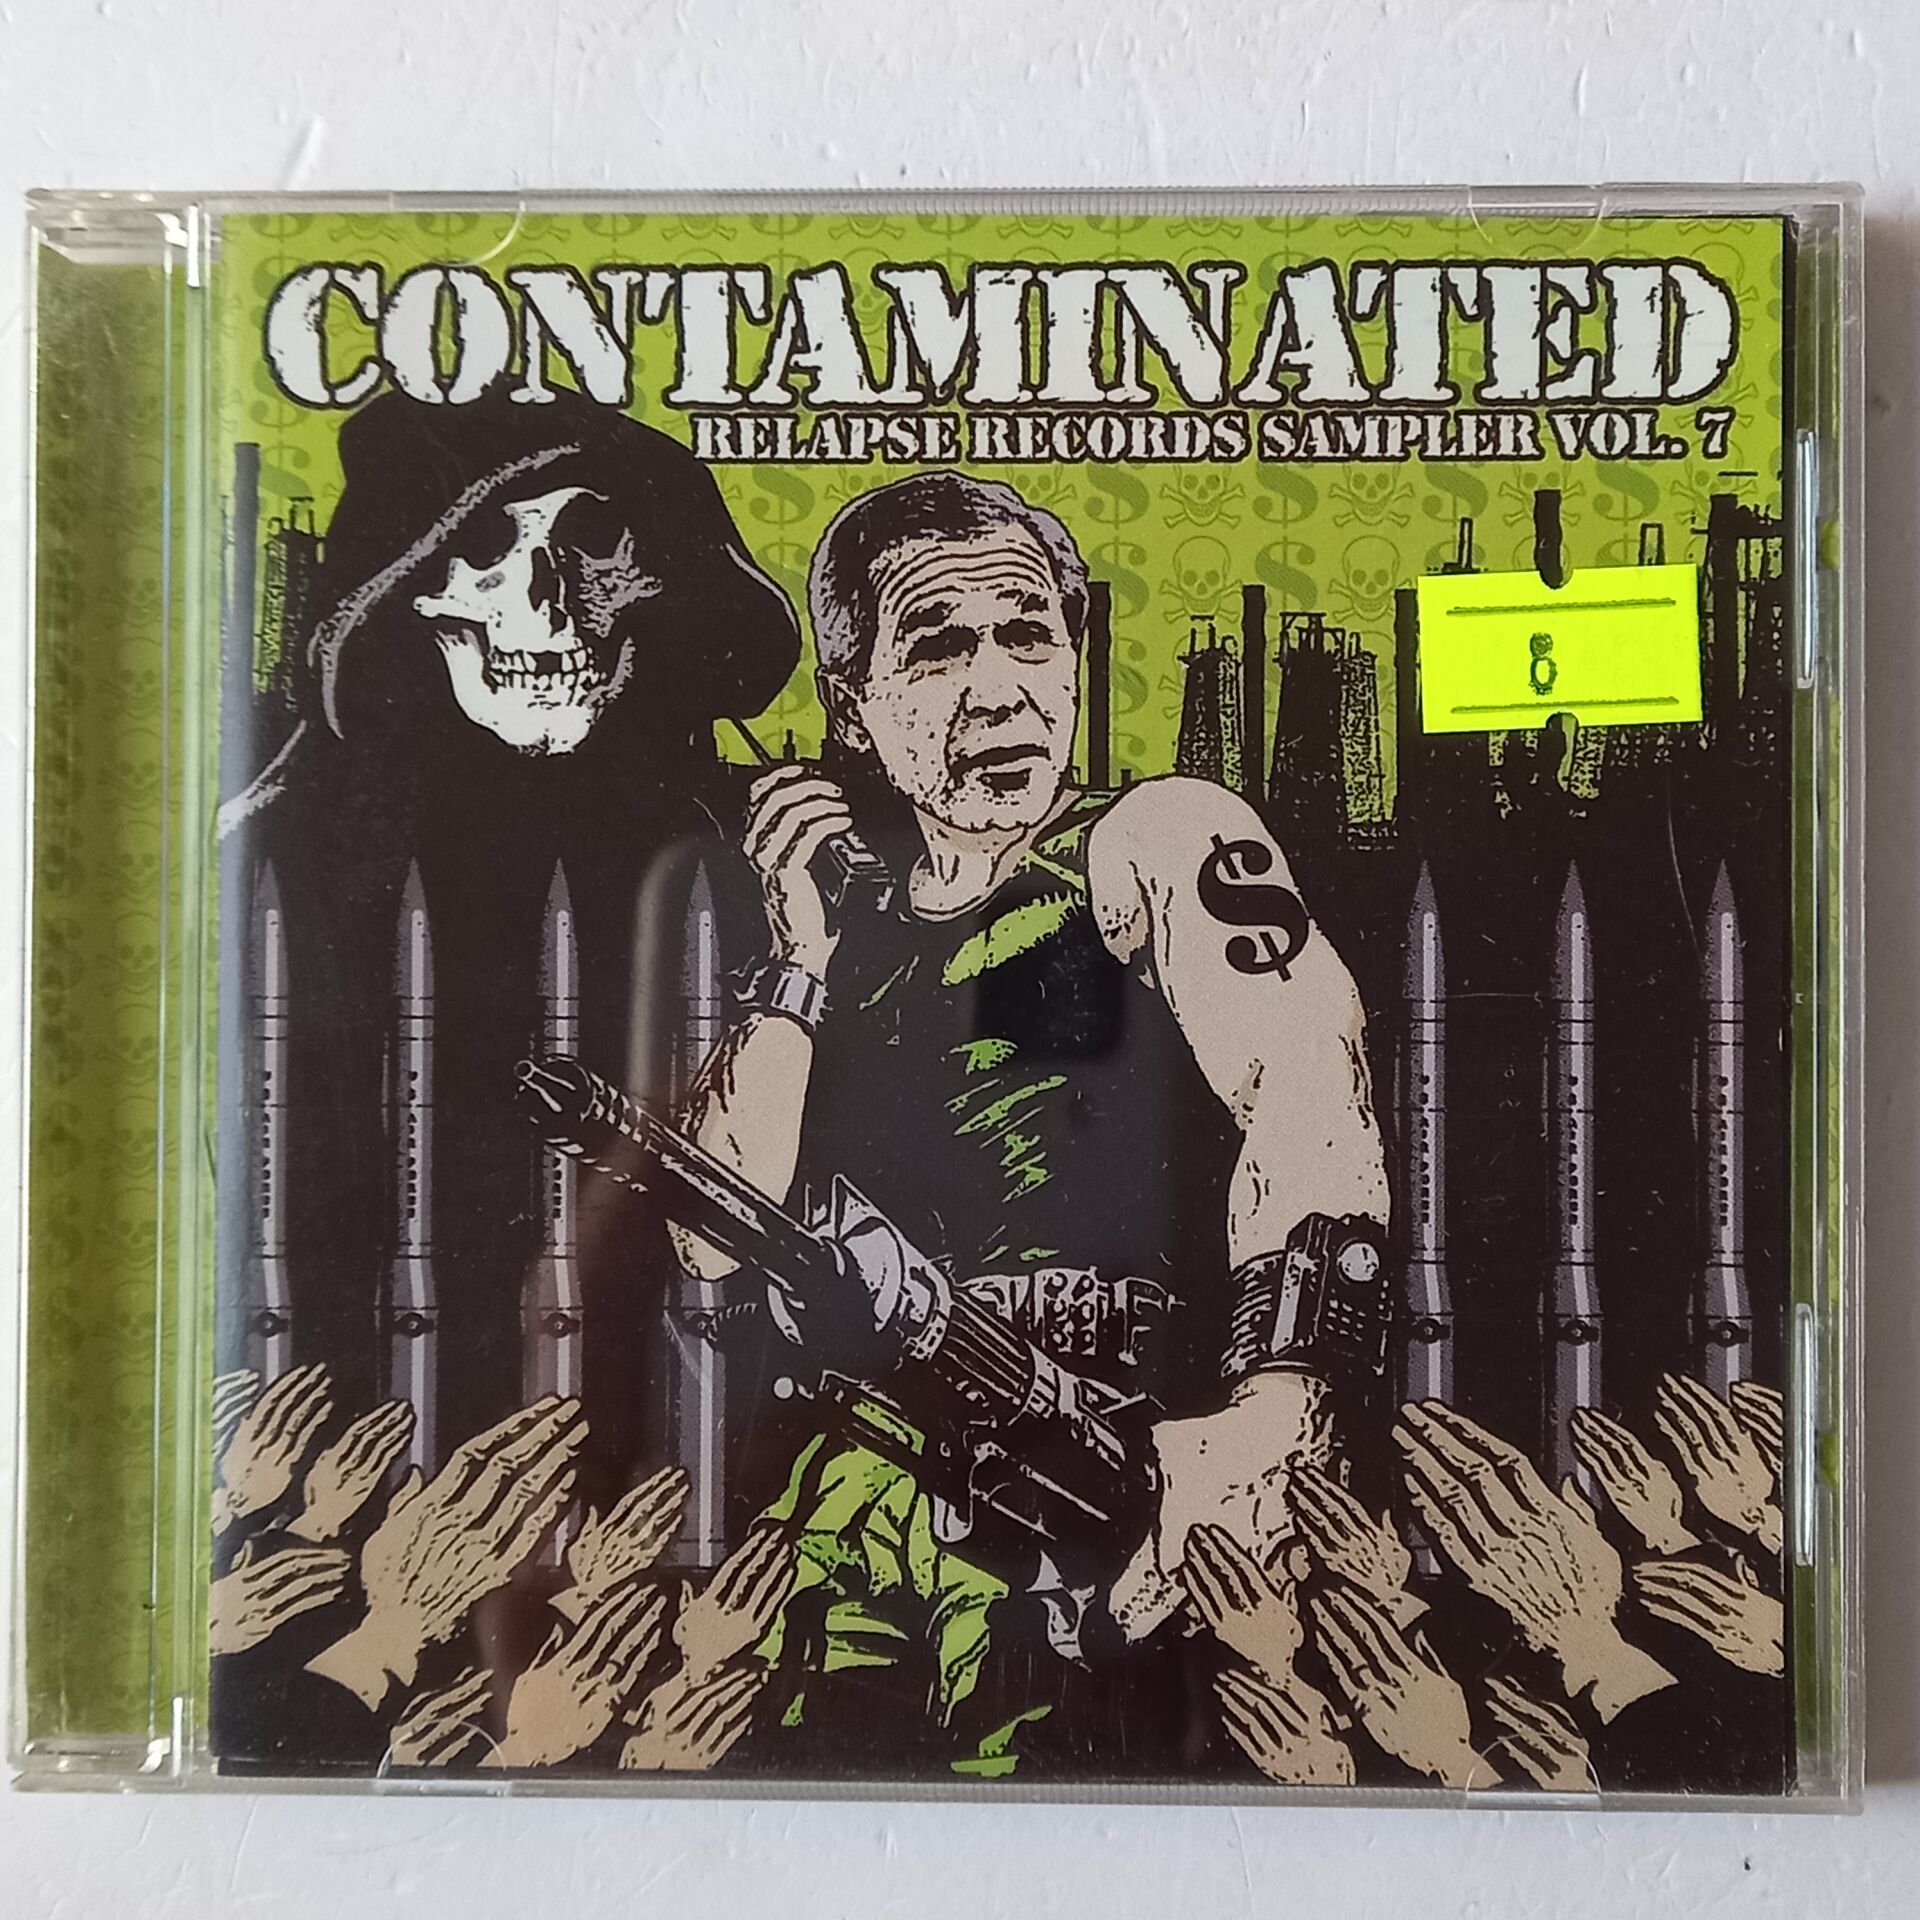 CONTAMINATED
RELAPSE RECORDS SAMPLER VOL. 7
8
$